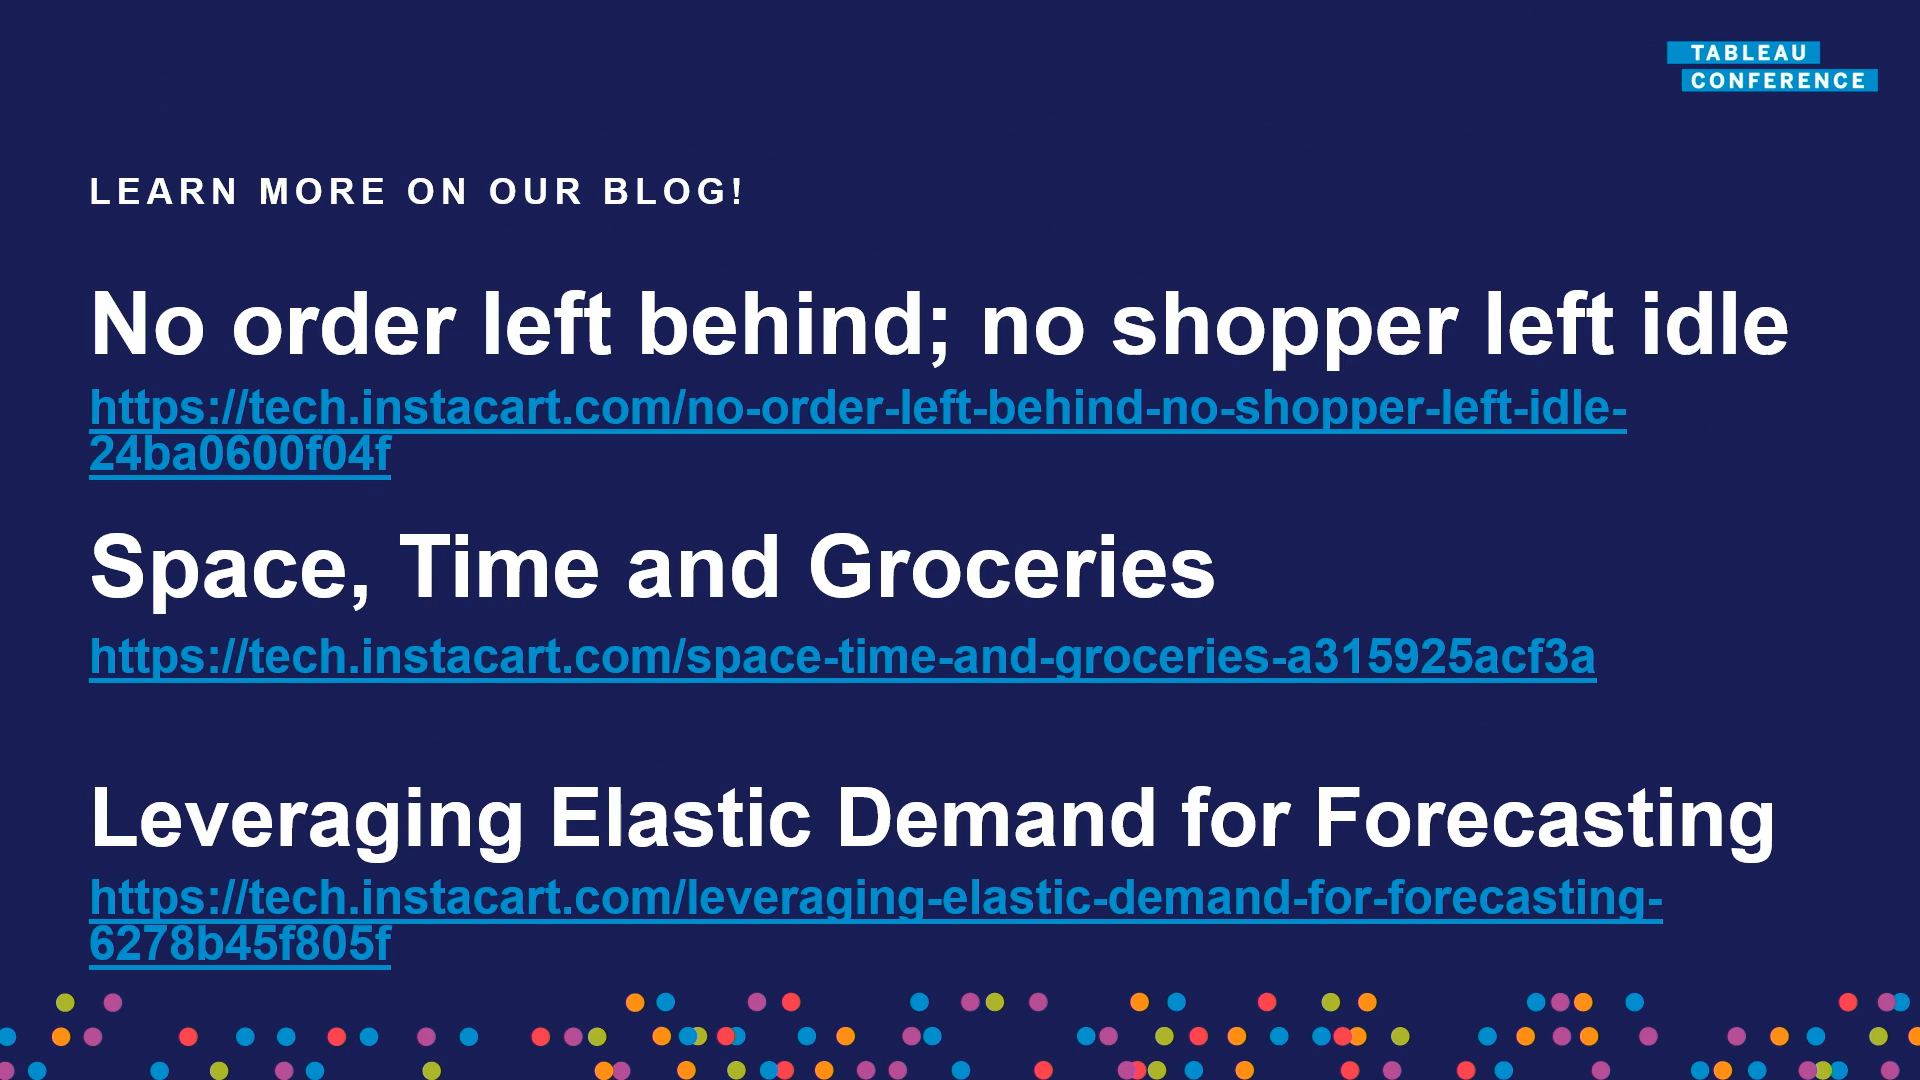 TABLEAU
CONFERENCE
LEARN MORE ON OUR BLOG!
No order left behind; no shopper left idle
https://tech.instacart.com/no-order-left-behind-no-shopper-left-idle-
24ba0600f04f
Space, Time and Groceries
https://tech.instacart.com/space-time-and-groceries-a315925acf3a
Leveraging Elastic Demand for Forecasting
https://tech.instacart.com/leveraging-elastic-demand-for-forecasting-
6278b45f805f